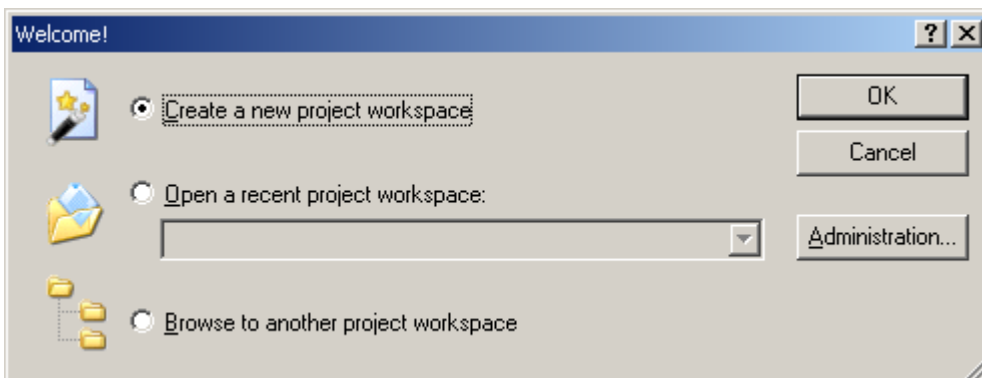 Welcome!
Create a new project workspace
OK
Cancel
Open a recent project workspace:
Administration...
Browse to another project workspace